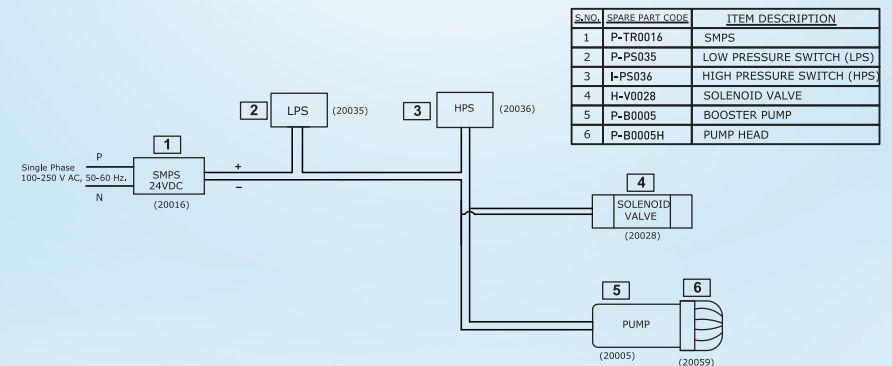 S.NO. SPARE PART CODE ITEM DESCRIPTION
1 P-TR0016 SMPS
2 P-PS035 LOW PRESSURE SWITCH (LPS)
3 I-PS036 HIGH PRESSURE SWITCH (HPS)
4 H-V0028 SOLENOID VALVE
5 P-B0005 BOOSTER PUMP
6 P-B0005H PUMP HEAD
2 LPS (20035)
3 HPS (20036)
1
P
Single Phase
100-250 V AC, 50-60 Hz.
N
SMPS
24VDC
(20016)
+
–
4
SOLENOID
VALVE
(20028)
5
6
PUMP
(20005)
(20059)